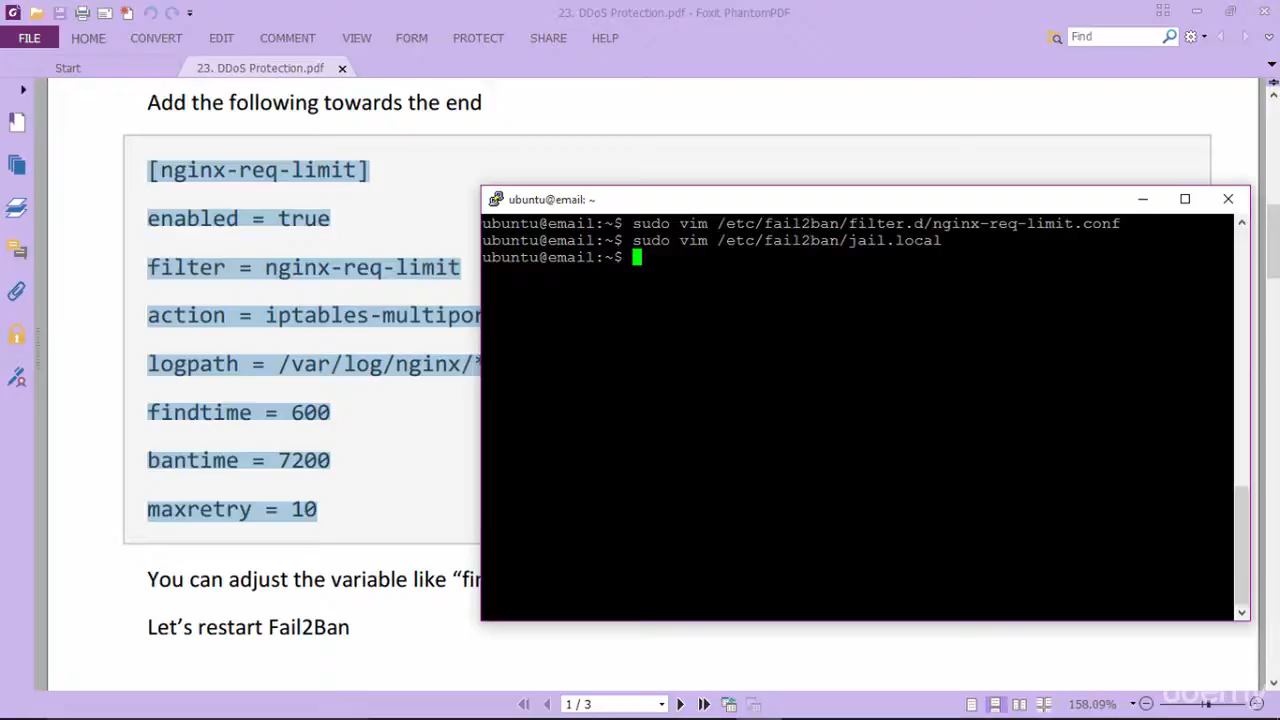 23. DDoS Protection.pdf - Foxit PhantomPDF
FILE HOME CONVERT EDIT COMMENT VIEW FORM PROTECT SHARE HELP Find
Start 23. DDoS Protection.pdf
Add the following towards the end
[nginx-req-limit]
enabled = true
filter = nginx-req-limit
action = iptables-multipor
logpath = /var/log/nginx/*
findtime = 600
bantime = 7200
maxretry = 10
You can adjust the variable like “fi
Let’s restart Fail2Ban
ubuntu@email: ~
ubuntu@email:~$ sudo vim /etc/fail2ban/filter.d/nginx-req-limit.conf
ubuntu@email:~$ sudo vim /etc/fail2ban/jail.local
ubuntu@email:~$
1 / 3 158.09%
udemy